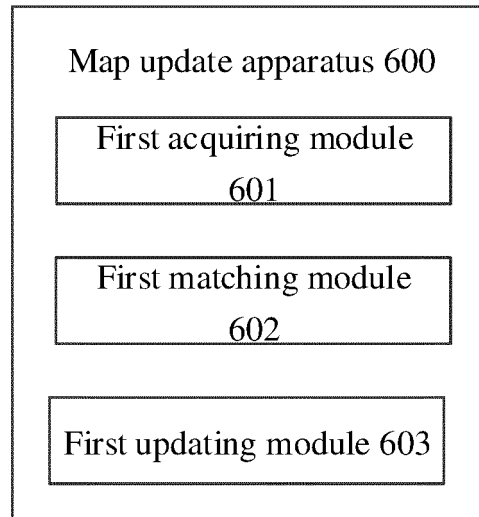 Map update apparatus 600
First acquiring module
601
First matching module
602
First updating module 603